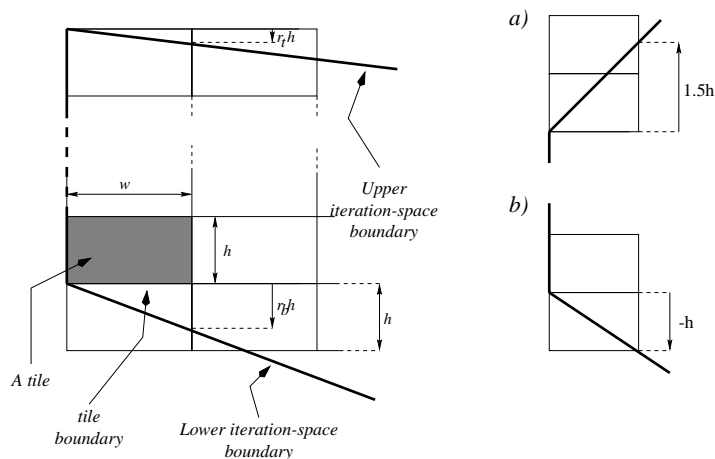 r_t h
w
Upper
iteration-space
boundary
h
r_b h
h
A tile
tile
boundary
Lower iteration-space
boundary
a)
1.5h
b)
-h